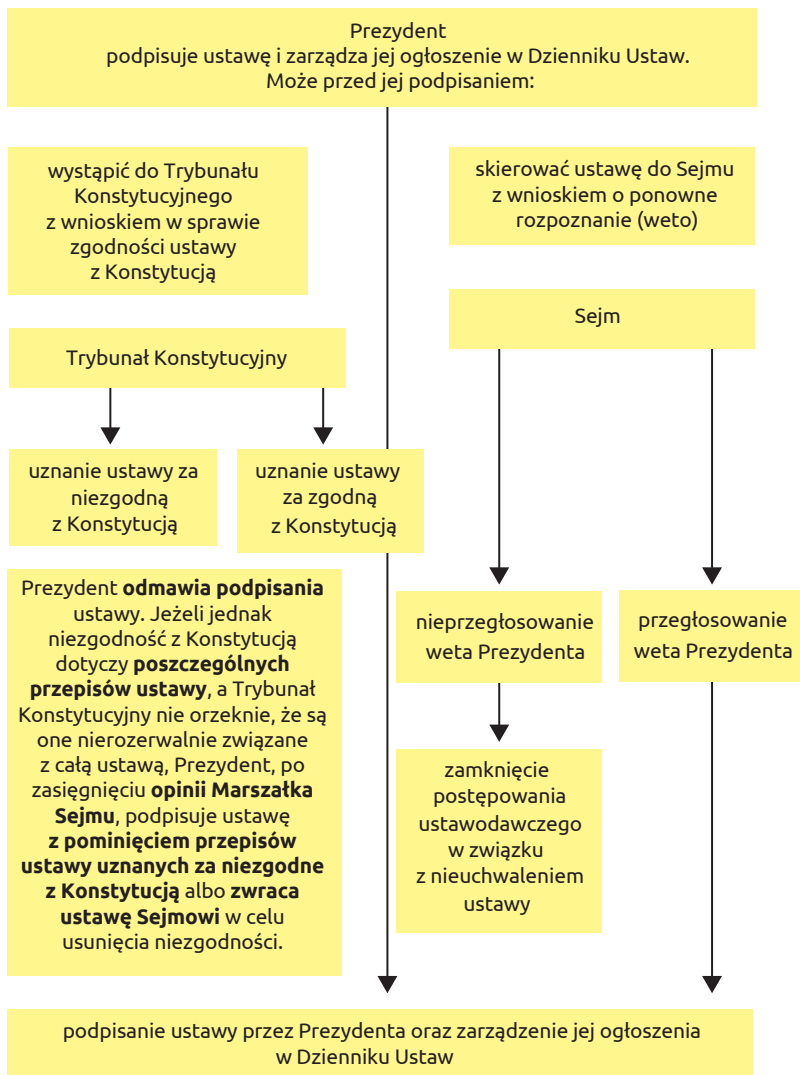 Prezydent
podpisuje ustawę i zarządza jej ogłoszenie w Dzienniku Ustaw.
Może przed jej podpisaniem:
wystąpić do Trybunału
Konstytucyjnego
z wnioskiem w sprawie
zgodności ustawy
z Konstytucją
skierować ustawę do Sejmu
z wnioskiem o ponowne
rozpoznanie (weto)
Sejm
Trybunał Konstytucyjny
uznanie ustawy za
niezgodną
z Konstytucją
uznanie ustawy
za zgodną
z Konstytucją
Prezydent odmawia podpisania
ustawy. Jeżeli jednak
niezgodność z Konstytucją
dotyczy poszczególnych
przepisów ustawy, a Trybunał
Konstytucyjny nie orzeknie, że są
one nierozerwalnie związane
z całą ustawą, Prezydent, po
zasięgnięciu opinii Marszałka
Sejmu, podpisuje ustawę
z pominięciem przepisów
ustawy uznanych za niezgodne
z Konstytucją albo zwraca
ustawę Sejmowi w celu
usunięcia niezgodności.
nieprzegłosowanie
weta Prezydenta
przegłosowanie
weta Prezydenta
zamknięcie
postępowania
ustawodawczego
w związku
z nieuchwaleniem
ustawy
podpisanie ustawy przez Prezydenta oraz zarządzenie jej ogłoszenia
w Dzienniku Ustaw